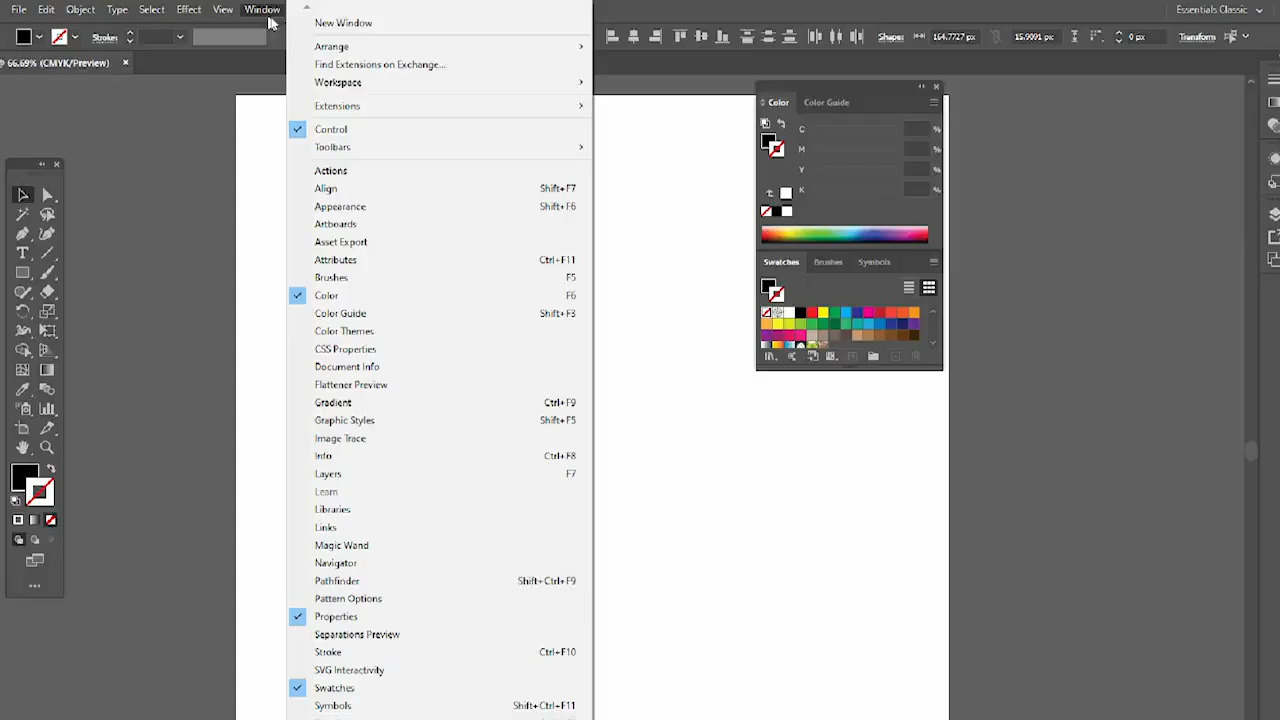 File Edit Object Type Select Effect View Window Essentials Classic
Stroke: Shape: 164.7727 px 15.9091 px 0 px Transform
@ 66.69% (CMYK/Preview) ×
New Window
Arrange
Find Extensions on Exchange...
Workspace
Extensions
Control
Toolbars
Actions
Align Shift+F7
Appearance Shift+F6
Artboards
Asset Export
Attributes Ctrl+F11
Brushes F5
Color F6
Color Guide Shift+F3
Color Themes
CSS Properties
Document Info
Flattener Preview
Gradient Ctrl+F9
Graphic Styles Shift+F5
Image Trace
Info Ctrl+F8
Layers F7
Learn
Libraries
Links
Magic Wand
Navigator
Pathfinder Shift+Ctrl+F9
Pattern Options
Properties
Separations Preview
Stroke Ctrl+F10
SVG Interactivity
Swatches
Symbols Shift+Ctrl+F11
Color Color Guide
C %
M %
Y %
K %
Swatches Brushes Symbols